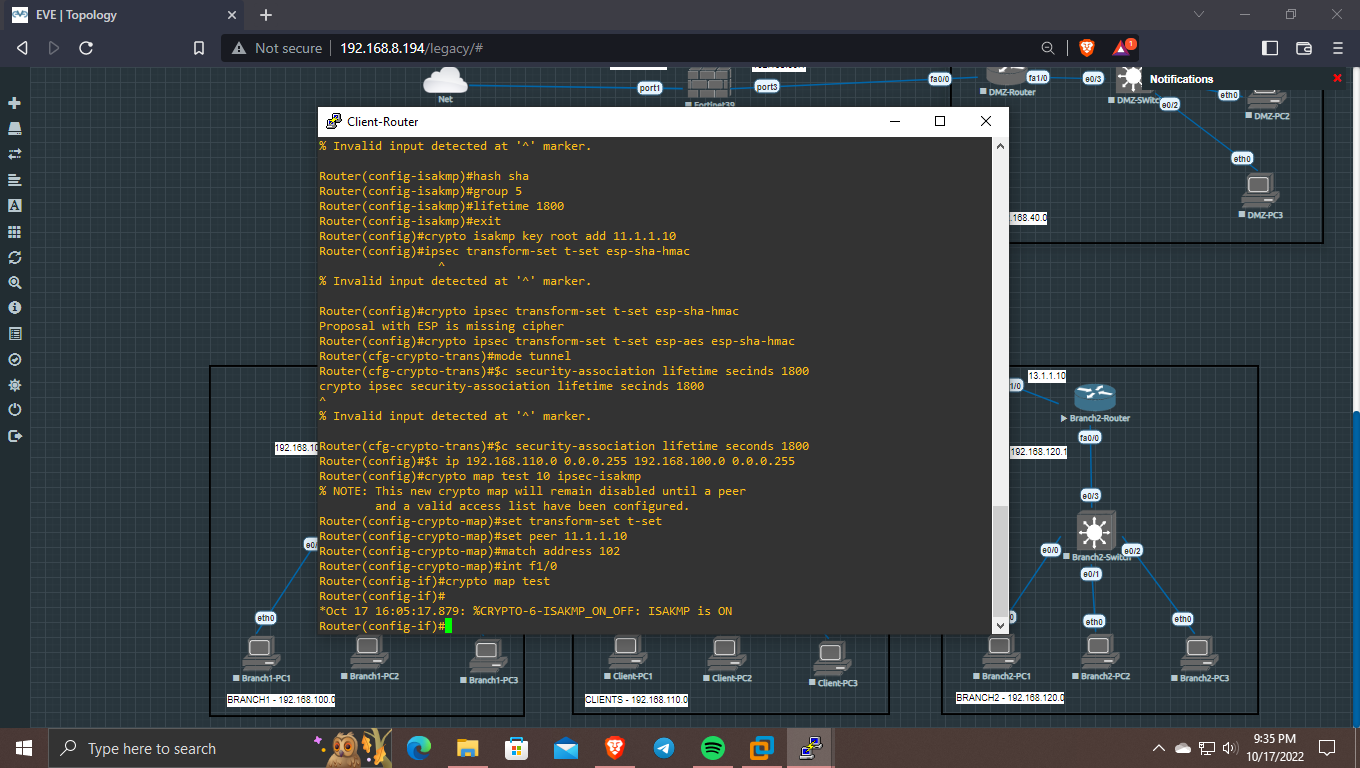 EVE | Topology
Not secure
192.168.8.194/legacy/#
1
Notifications
Net
port1
port3
Fortinet39
fa0/0
DMZ-Router
fa1/0
e0/3
e0/2
eth0
DMZ-PC2
eth0
DMZ-PC3
.168.40.0
Client-Router
% Invalid input detected at '^' marker.
Router(config-isakmp)#hash sha
Router(config-isakmp)#group 5
Router(config-isakmp)#lifetime 1800
Router(config-isakmp)#exit
Router(config)#crypto isakmp key root add 11.1.1.10
Router(config)#ipsec transform-set t-set esp-sha-hmac
^
% Invalid input detected at '^' marker.
Router(config)#crypto ipsec transform-set t-set esp-sha-hmac
Proposal with ESP is missing cipher
Router(config)#crypto ipsec transform-set t-set esp-aes esp-sha-hmac
Router(cfg-crypto-trans)#mode tunnel
Router(cfg-crypto-trans)#$c security-association lifetime secinds 1800
crypto ipsec security-association lifetime secinds 1800
^
% Invalid input detected at '^' marker.
Router(cfg-crypto-trans)#$c security-association lifetime seconds 1800
Router(config)#$t ip 192.168.110.0 0.0.0.255 192.168.100.0 0.0.0.255
Router(config)#crypto map test 10 ipsec-isakmp
% NOTE: This new crypto map will remain disabled until a peer
and a valid access list have been configured.
Router(config-crypto-map)#set transform-set t-set
Router(config-crypto-map)#set peer 11.1.1.10
Router(config-crypto-map)#match address 102
Router(config-crypto-map)#int f1/0
Router(config-if)#crypto map test
Router(config-if)#
*Oct 17 16:05:17.879: %CRYPTO-6-ISAKMP_ON_OFF: ISAKMP is ON
Router(config-if)#
192.168.10
e0/
eth0
Branch1-PC1
Branch1-PC2
Branch1-PC3
BRANCH1 - 192.168.100.0
Client-PC1
Client-PC2
Client-PC3
CLIENTS - 192.168.110.0
1/0
13.1.1.10
Branch2-Router
fa0/0
192.168.120.1
e0/3
e0/0
Branch2-Switch
e0/2
e0/1
eth0
eth0
Branch2-PC1
Branch2-PC2
Branch2-PC3
BRANCH2 - 192.168.120.0
Type here to search
9:35 PM
10/17/2022